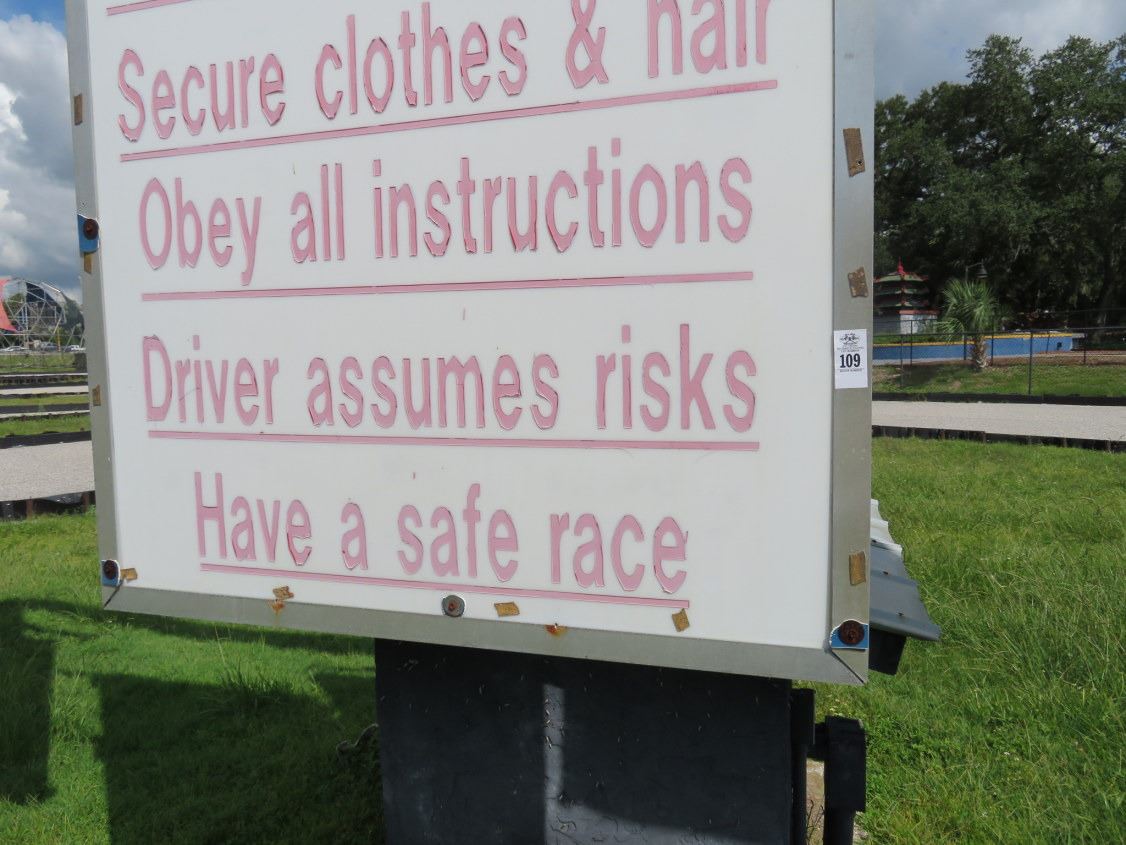 Secure clothes & hair
Obey all instructions
Driver assumes risks
Have a safe race
109